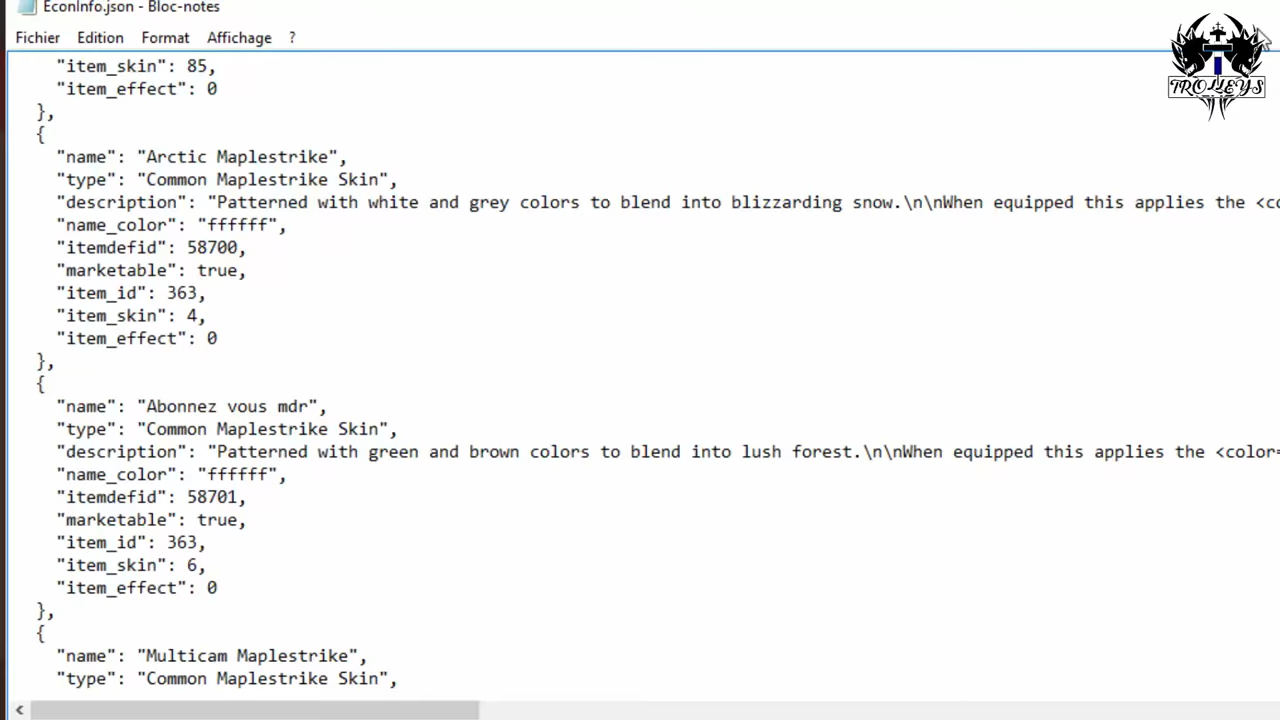 EconInfo.json - Bloc-notes
Fichier Edition Format Affichage ?
TROLLEYS
"item_skin": 85,
"item_effect": 0
},
{
"name": "Arctic Maplestrike",
"type": "Common Maplestrike Skin",
"description": "Patterned with white and grey colors to blend into blizzarding snow.\n\nWhen equipped this applies the <co
"name_color": "ffffff",
"itemdefid": 58700,
"marketable": true,
"item_id": 363,
"item_skin": 4,
"item_effect": 0
},
{
"name": "Abonnez vous mdr",
"type": "Common Maplestrike Skin",
"description": "Patterned with green and brown colors to blend into lush forest.\n\nWhen equipped this applies the <color=
"name_color": "ffffff",
"itemdefid": 58701,
"marketable": true,
"item_id": 363,
"item_skin": 6,
"item_effect": 0
},
{
"name": "Multicam Maplestrike",
"type": "Common Maplestrike Skin",